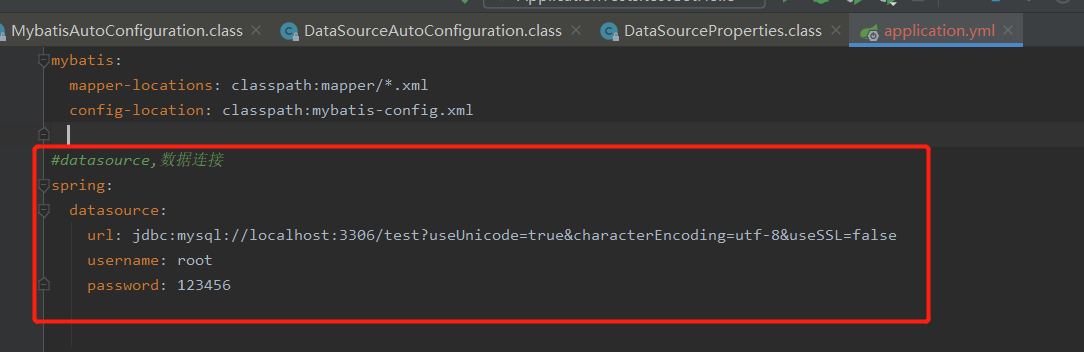 MybatisAutoConfiguration.class DataSourceAutoConfiguration.class DataSourceProperties.class application.yml
mybatis:
mapper-locations: classpath:mapper/*.xml
config-location: classpath:mybatis-config.xml
#datasource,数据连接
spring:
datasource:
url: jdbc:mysql://localhost:3306/test?useUnicode=true&characterEncoding=utf-8&useSSL=false
username: root
password: 123456